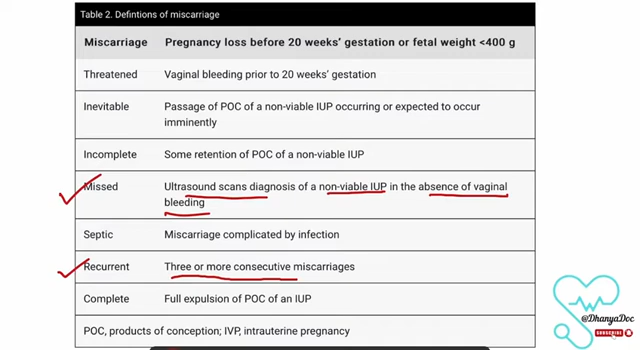 Table 2. Defintions of miscarriage
Miscarriage Pregnancy loss before 20 weeks' gestation or fetal weight <400 g
Threatened Vaginal bleeding prior to 20 weeks' gestation
Inevitable Passage of POC of a non-viable IUP occurring or expected to occur
imminently
Incomplete Some retention of POC of a non-viable IUP
Missed Ultrasound scans diagnosis of a non-viable IUP in the absence of vaginal
bleeding
Septic Miscarriage complicated by infection
Recurrent Three or more consecutive miscarriages
Complete Full expulsion of POC of an IUP
POC, products of conception; IVP, intrauterine pregnancy
@DhanyaDoc